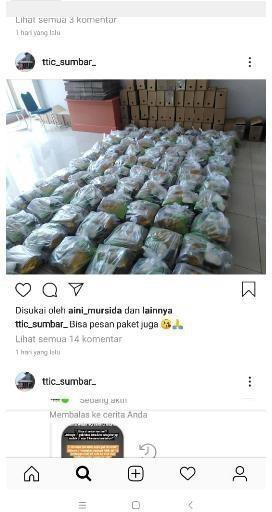 Lihat semua 3 komentar
1 hari yang lalu
ttic_sumbar_
Disukai oleh aini_mursida dan lainnya
ttic_sumbar_ Bisa pesan paket juga 😘🙏
Lihat semua 14 komentar
1 hari yang lalu
ttic_sumbar_
Sedang aktif
Membalas ke cerita Anda